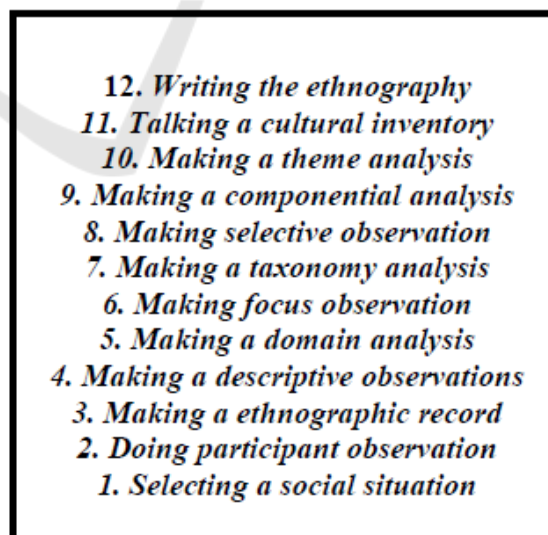 12. Writing the ethnography
11. Talking a cultural inventory
10. Making a theme analysis
9. Making a componential analysis
8. Making selective observation
7. Making a taxonomy analysis
6. Making focus observation
5. Making a domain analysis
4. Making a descriptive observations
3. Making a ethnographic record
2. Doing participant observation
1. Selecting a social situation